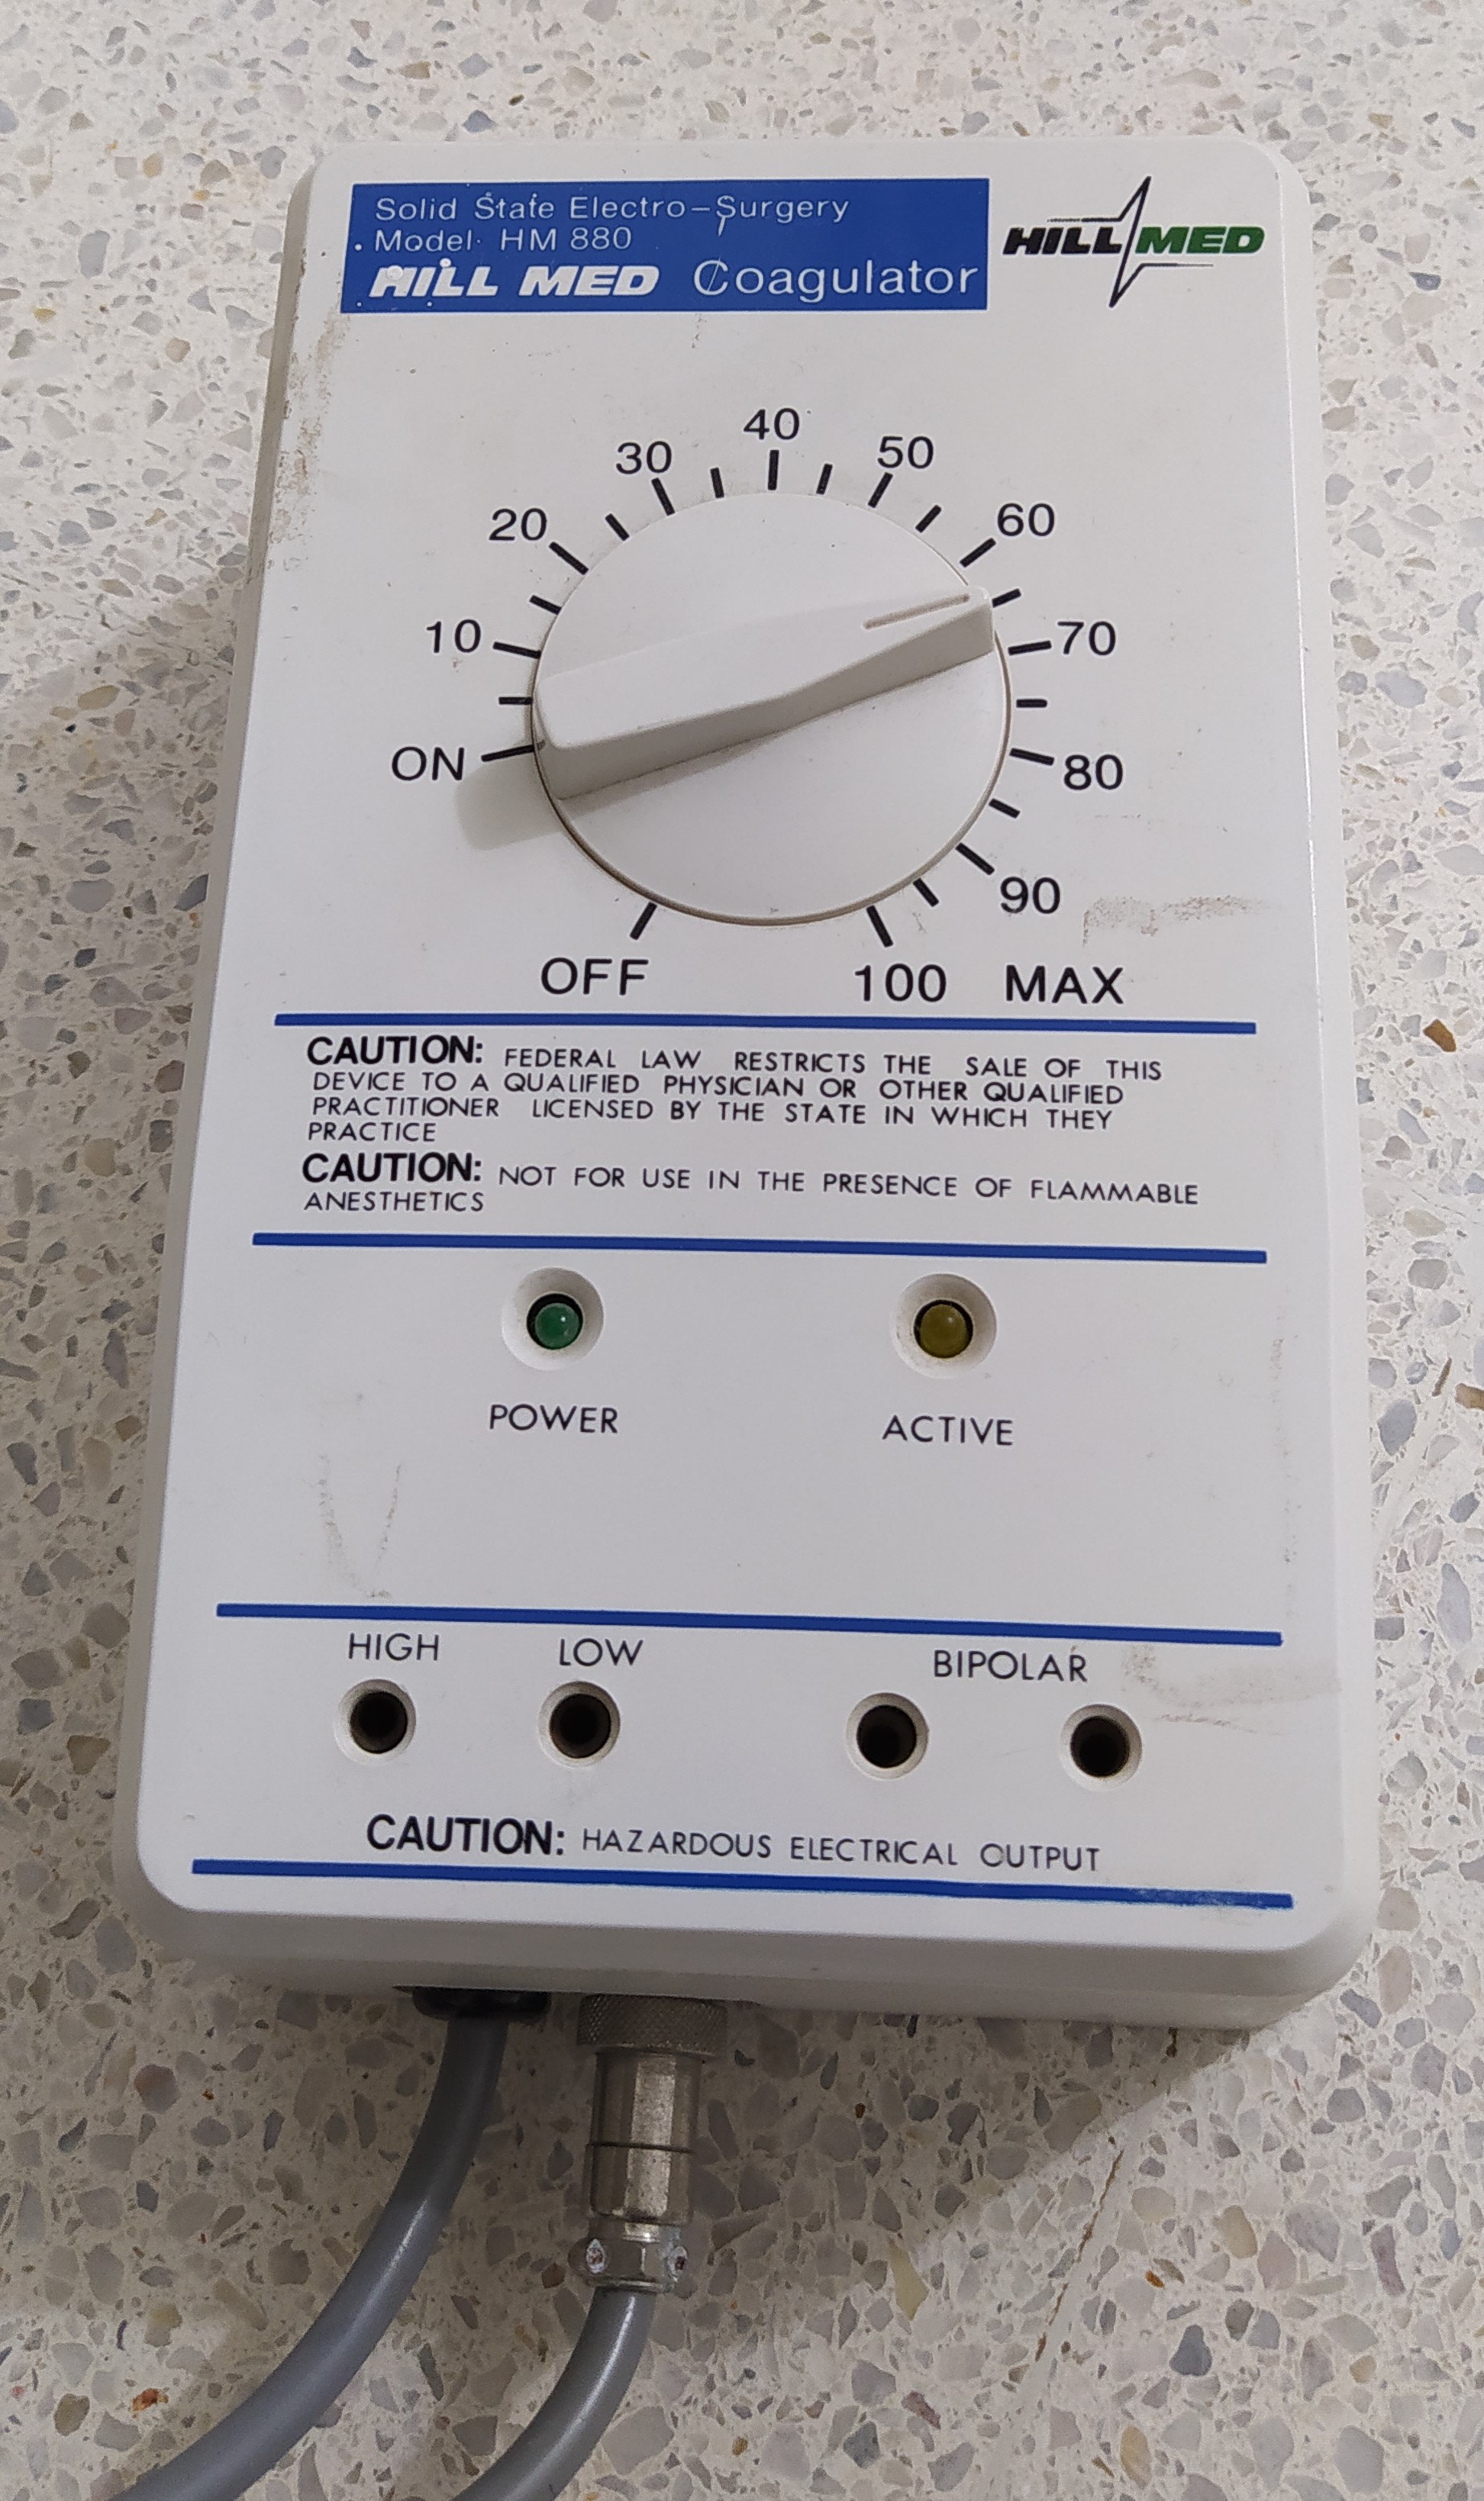 Solid State Electro-Surgery
Model: HM 880
HILL MED Coagulator
HILL MED
40
30
50
20
60
10
70
ON
80
90
OFF
100 MAX
CAUTION: FEDERAL LAW RESTRICTS THE SALE OF THIS
DEVICE TO A QUALIFIED PHYSICIAN OR OTHER QUALIFIED
PRACTITIONER LICENSED BY THE STATE IN WHICH THEY
PRACTICE
CAUTION: NOT FOR USE IN THE PRESENCE OF FLAMMABLE
ANESTHETICS
POWER
ACTIVE
HIGH
LOW
BIPOLAR
CAUTION: HAZARDOUS ELECTRICAL OUTPUT